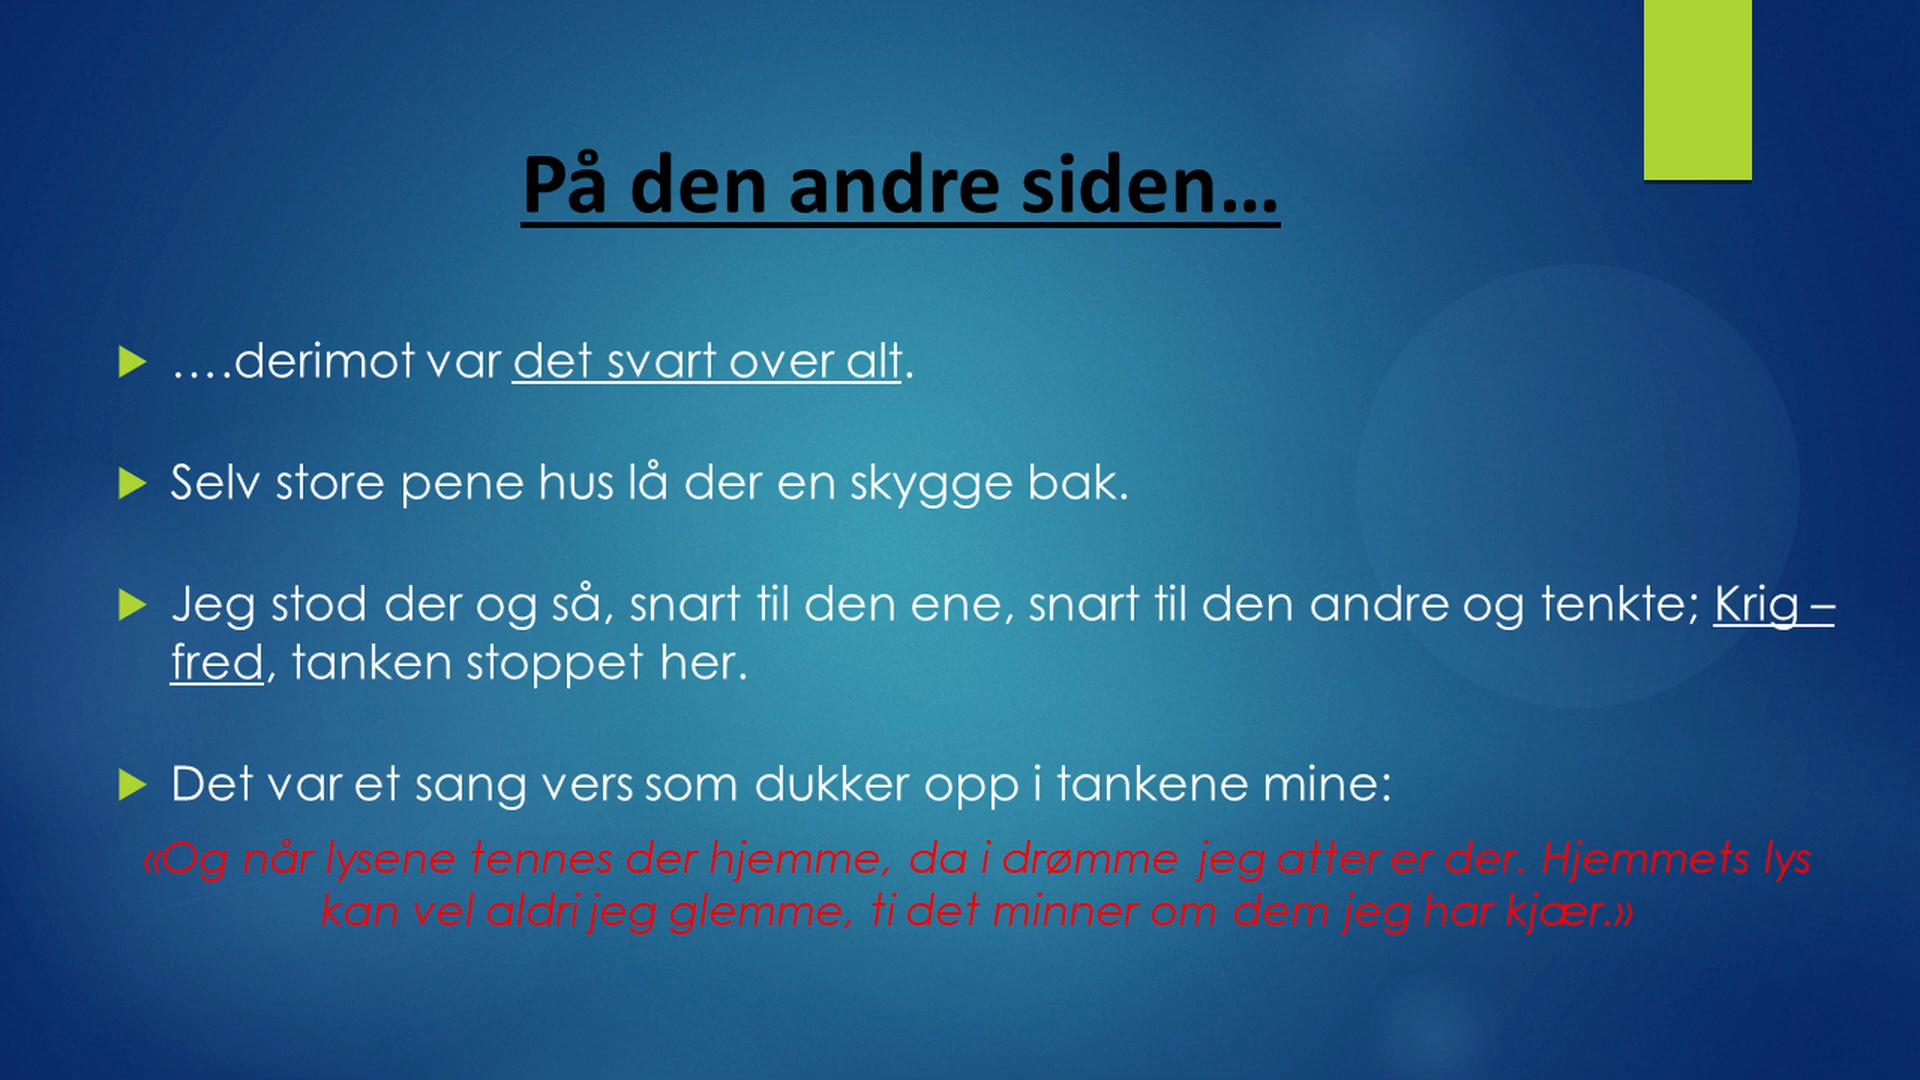 På den andre siden…
….derimot var det svart over alt.
Selv store pene hus lå der en skygge bak.
Jeg stod der og så, snart til den ene, snart til den andre og tenkte; Krig –
fred, tanken stoppet her.
Det var et sang vers som dukker opp i tankene mine:
«Og når lysene tennes der hjemme, da i drømme jeg atter er der. Hjemmets lys
kan vel aldri jeg glemme, ti det minner om dem jeg har kjær.»